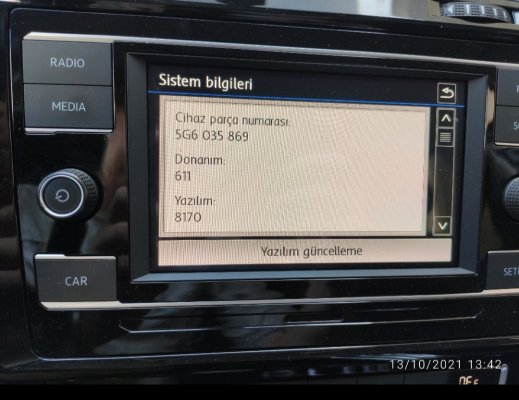 RADIO
MEDIA
CAR
Sistem bilgileri
Cihaz parça numarası:
5G6 035 869
Donanım:
611
Yazılım:
8170
Yazılım güncelleme
13/10/2021 13:42